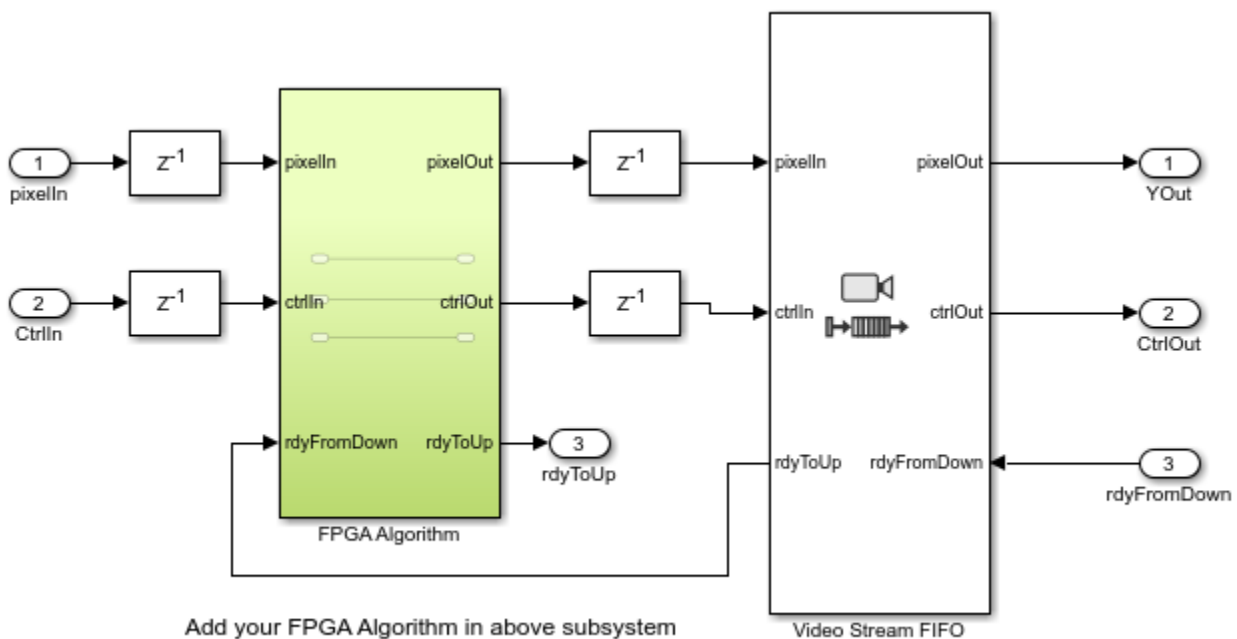 1
pixelIn
Z-1
pixelIn
pixelOut
Z-1
pixelIn
pixelOut
1
YOut
2
CtrlIn
Z-1
ctrlIn
ctrlOut
Z-1
ctrlIn
ctrlOut
2
CtrlOut
rdyFromDown
rdyToUp
3
rdyToUp
rdyToUp
rdyFromDown
3
rdyFromDown
FPGA Algorithm
Add your FPGA Algorithm in above subsystem
Video Stream FIFO